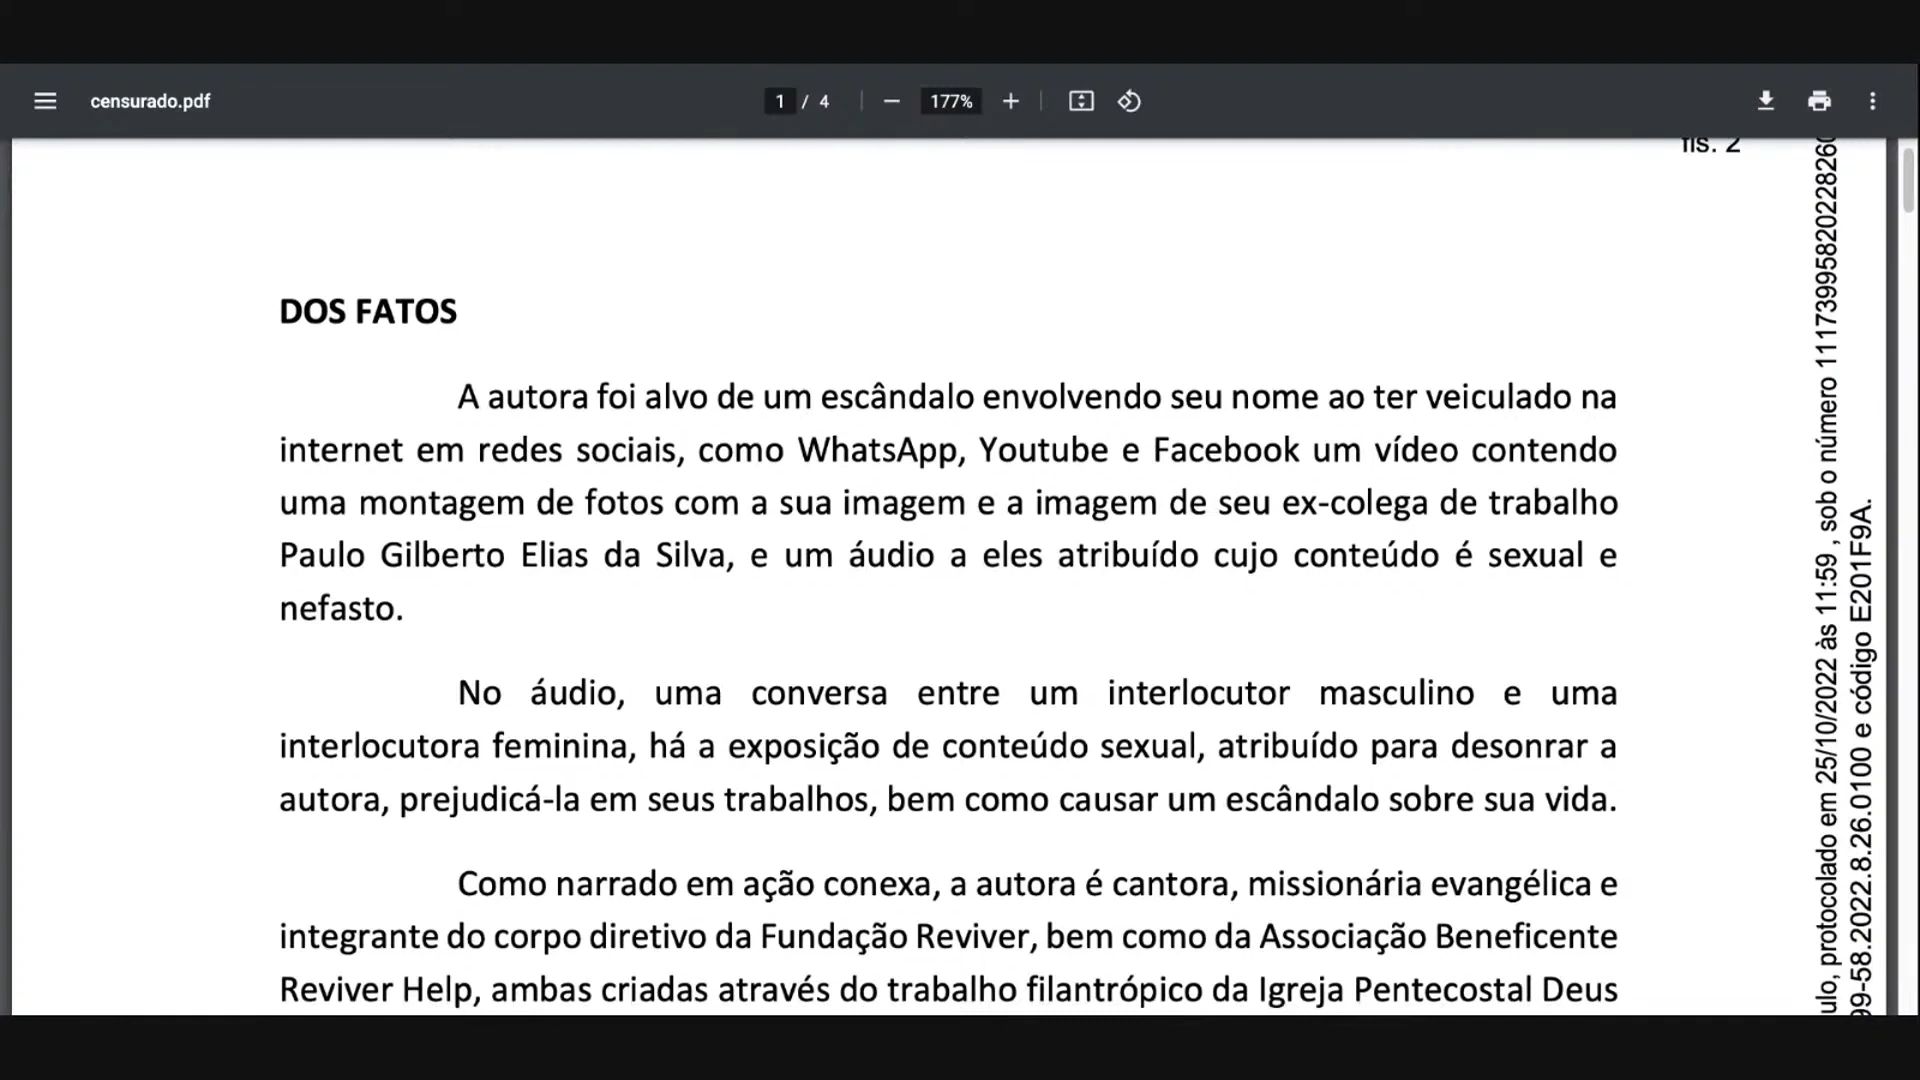 censurado.pdf
1 / 4
177%
fls. 2
DOS FATOS
A autora foi alvo de um escândalo envolvendo seu nome ao ter veiculado na
internet em redes sociais, como WhatsApp, Youtube e Facebook um vídeo contendo
uma montagem de fotos com a sua imagem e a imagem de seu ex-colega de trabalho
Paulo Gilberto Elias da Silva, e um áudio a eles atribuído cujo conteúdo é sexual e
nefasto.
No áudio, uma conversa entre um interlocutor masculino e uma
interlocutora feminina, há a exposição de conteúdo sexual, atribuído para desonrar a
autora, prejudicá-la em seus trabalhos, bem como causar um escândalo sobre sua vida.
Como narrado em ação conexa, a autora é cantora, missionária evangélica e
integrante do corpo diretivo da Fundação Reviver, bem como da Associação Beneficente
Reviver Help, ambas criadas através do trabalho filantrópico da Igreja Pentecostal Deus
ulo, protocolado em 25/10/2022 às 11:59 , sob o número 11173995820228260
99-58.2022.8.26.0100 e código E201F9A.